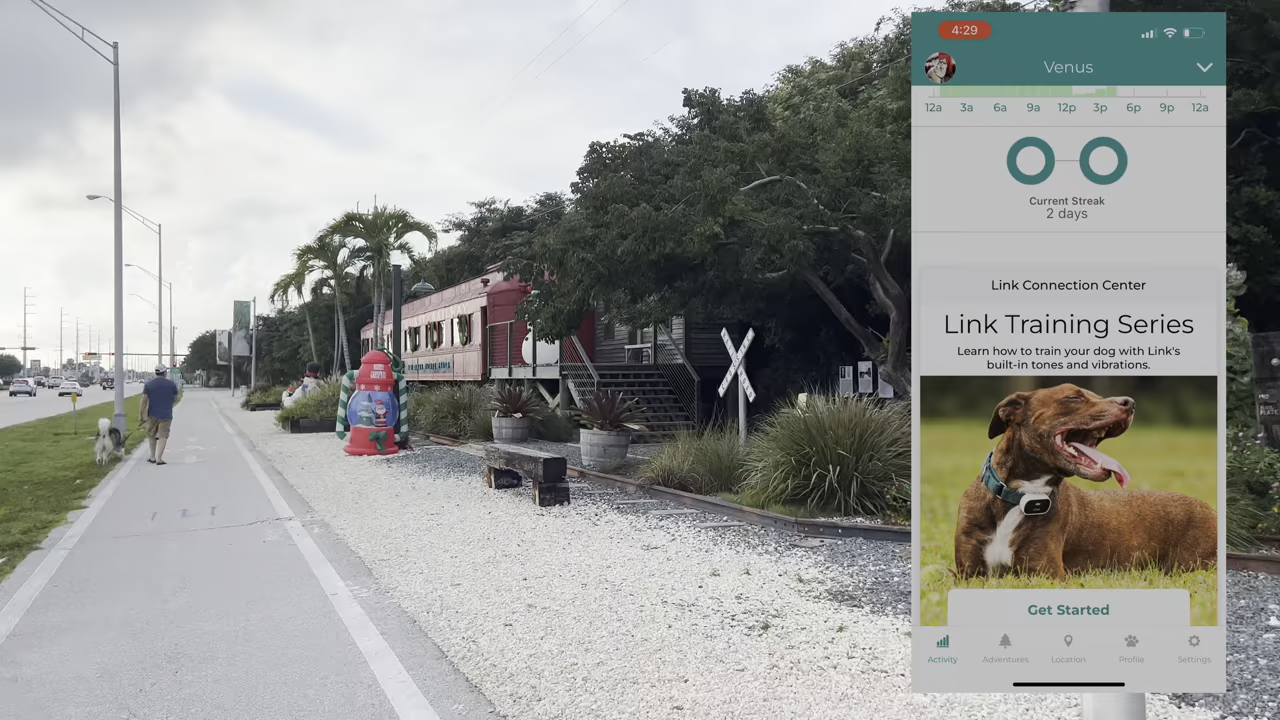 4:29
Venus
12a 3a 6a 9a 12p 3p 6p 9p 12a
Current Streak
2 days
Link Connection Center
Link Training Series
Learn how to train your dog with Link's
built-in tones and vibrations.
Get Started
Activity Adventures Location Profile Settings